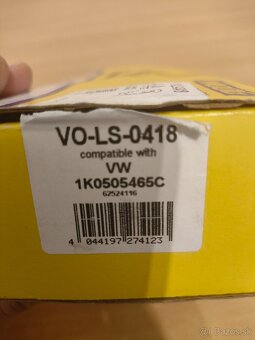 VO-LS-0418
compatible with
VW
1K0505465C
62524116
4 044197 274123